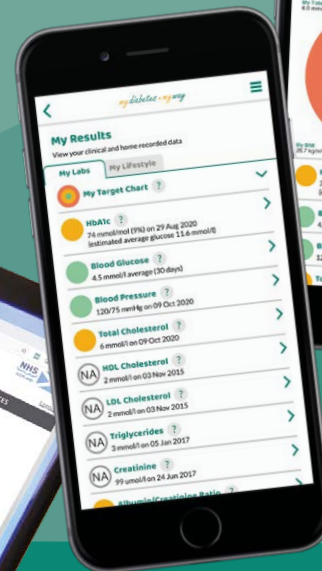 my diabetes • my way
My Results
View your clinical and home recorded data
My Labs
My Lifestyle
My Target Chart ?
HbA1c ?
74 mmol/mol (9%) on 29 Aug 2020
(estimated average glucose 11.6 mmol/l)
Blood Glucose ?
4.5 mmol/l average (30 days)
Blood Pressure ?
120/75 mmHg on 09 Oct 2020
Total Cholesterol ?
6 mmol/l on 09 Oct 2020
NA
HDL Cholesterol ?
2 mmol/l on 03 Nov 2015
NA
LDL Cholesterol ?
2 mmol/l on 03 Nov 2015
NA
Triglycerides ?
3 mmol/l on 05 Jan 2017
NA
Creatinine ?
99 umol/l on 24 Jun 2017
Albumin/Creatinine Ratio ?
NHS
My BMI